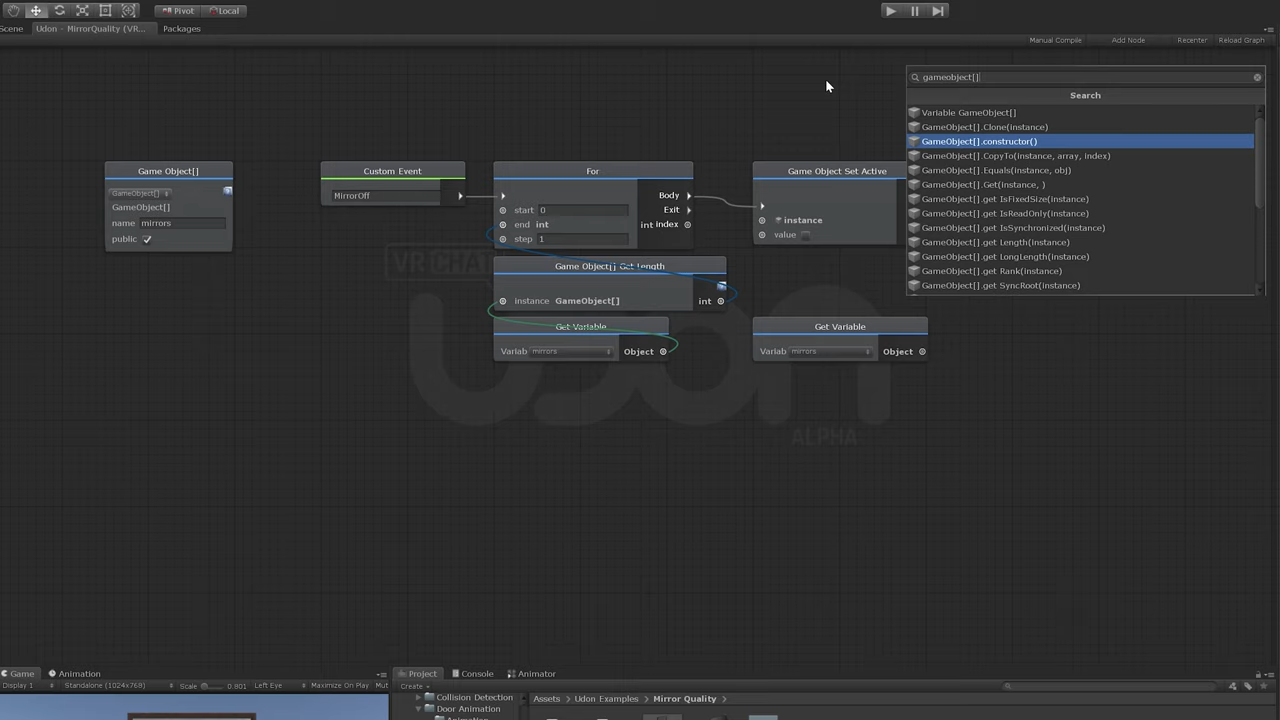 Pivot Local
Scene Udon - MirrorQuality (VR... Packages
Manual Compile Add Node Recenter Reload Graph
gameobject[]
Search
Variable GameObject[]
GameObject[].Clone(instance)
GameObject[].constructor()
GameObject[].CopyTo(instance, array, index)
GameObject[].Equals(instance, obj)
GameObject[].Get(instance, )
GameObject[].get IsFixedSize(instance)
GameObject[].get IsReadOnly(instance)
GameObject[].get IsSynchronized(instance)
GameObject[].get Length(instance)
GameObject[].get LongLength(instance)
GameObject[].get Rank(instance)
GameObject[].get SyncRoot(instance)
Game Object[]
GameObject[]
GameObject[]
name mirrors
public
Custom Event
MirrorOff
For
Body
start 0 Exit
end int int index
step 1
Game Object Set Active
instance
value
Game Object[] Get Length
instance GameObject[] int
Get Variable
Variab mirrors Object
Get Variable
Variab mirrors Object
VRCHAT
UDON
ALPHA
Game Animation
Display 1 Standalone (1024x768) Scale 0.801 Left Eye Maximize On Play Mut
Project Console Animator
Create
Collision Detection
Door Animation
Assets Udon Examples Mirror Quality